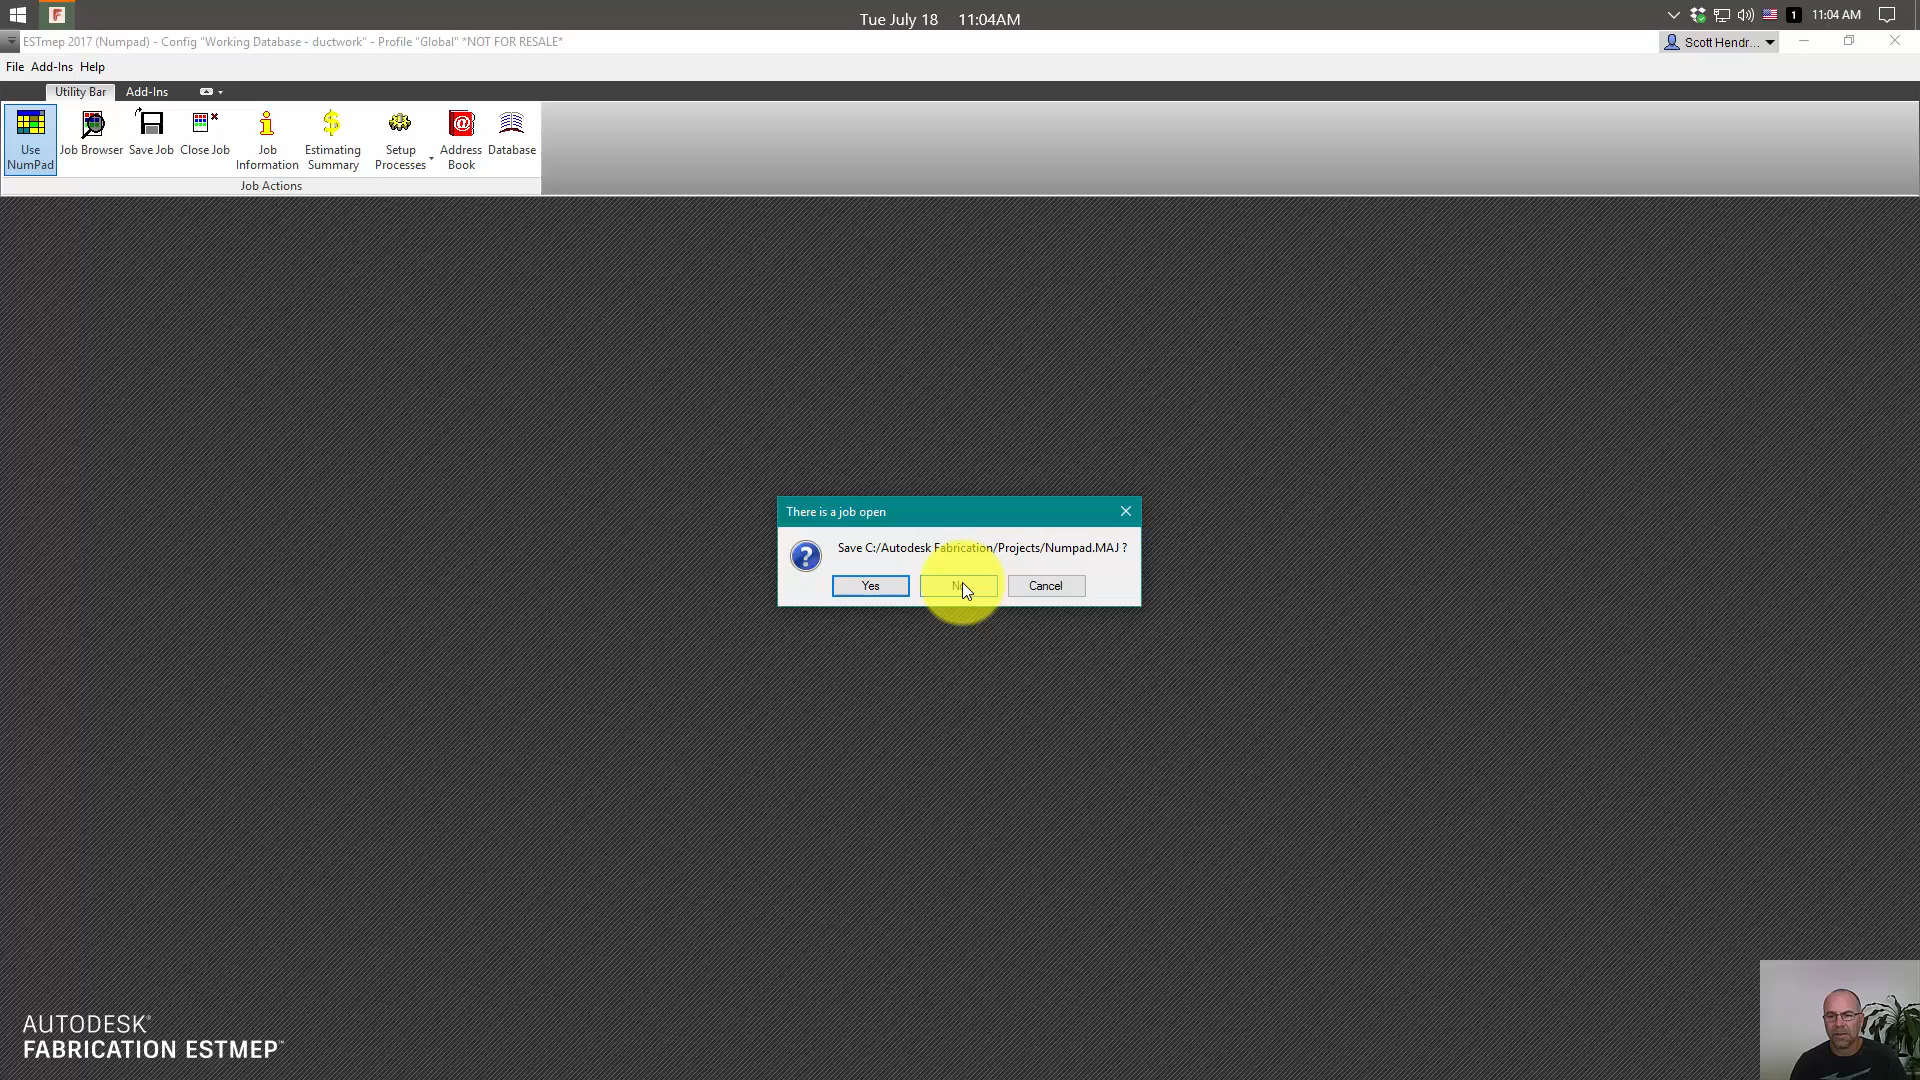 Tue July 18 11:04AM
1 11:04 AM
ESTmep 2017 (Numpad) - Config "Working Database - ductwork" - Profile "Global" *NOT FOR RESALE*
Scott Hendr...
File Add-Ins Help
Utility Bar Add-Ins
Use NumPad
Job Browser
Save Job
Close Job
Job Information
Estimating Summary
Setup Processes
Address Book
Database
Job Actions
There is a job open
Save C:/Autodesk Fabrication/Projects/Numpad.MAJ ?
Yes No Cancel
AUTODESK®
FABRICATION ESTMEP™